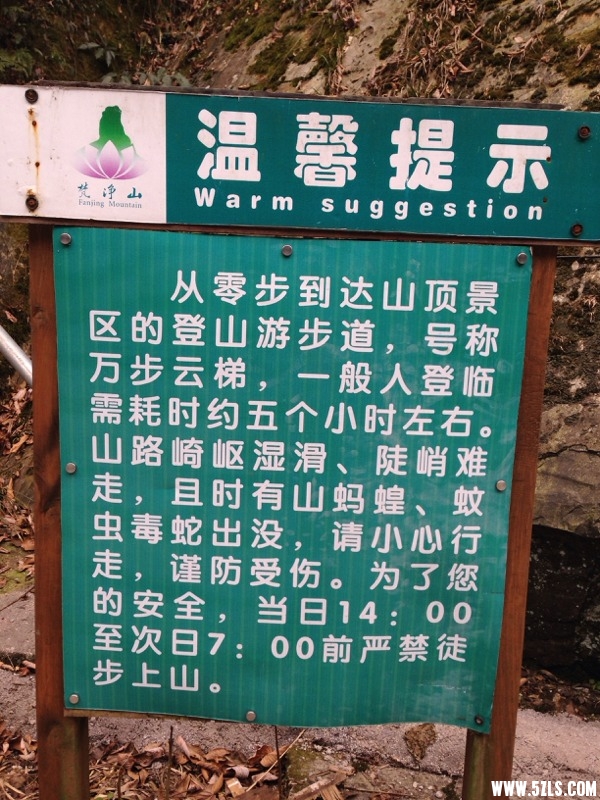 温馨提示
Warm suggestion
梵净山
Fanjing Mountain
从零步到达山顶景
区的登山游步道，号称
万步云梯，一般人登临
需耗时约五个小时左右。
山路崎岖湿滑、陡峭难
走，且时有山蚂蝗、蚊
虫毒蛇出没，请小心行
走，谨防受伤。为了您
的安全，当日14：00
至次日7：00前严禁徒
步上山。
WWW.5ZLS.COM